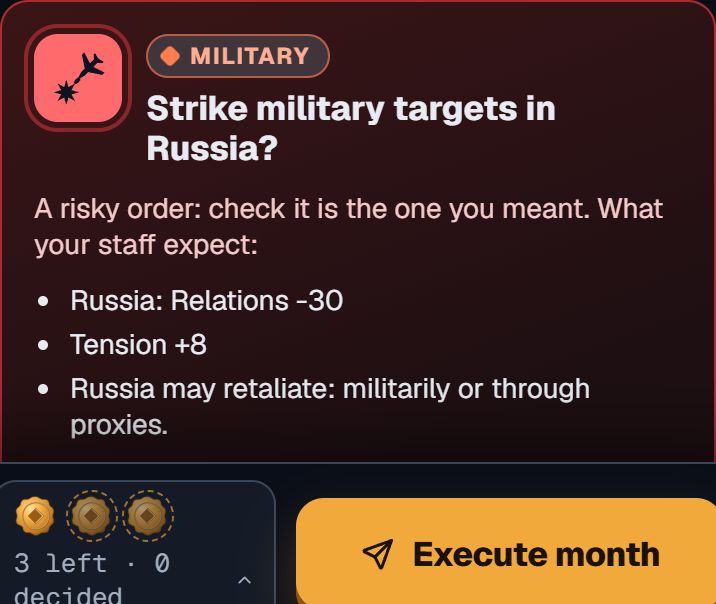 MILITARY
Strike military targets in
Russia?
A risky order: check it is the one you meant. What
your staff expect:
• Russia: Relations -30
• Tension +8
• Russia may retaliate: militarily or through
proxies.
3 left · 0
decided
Execute month